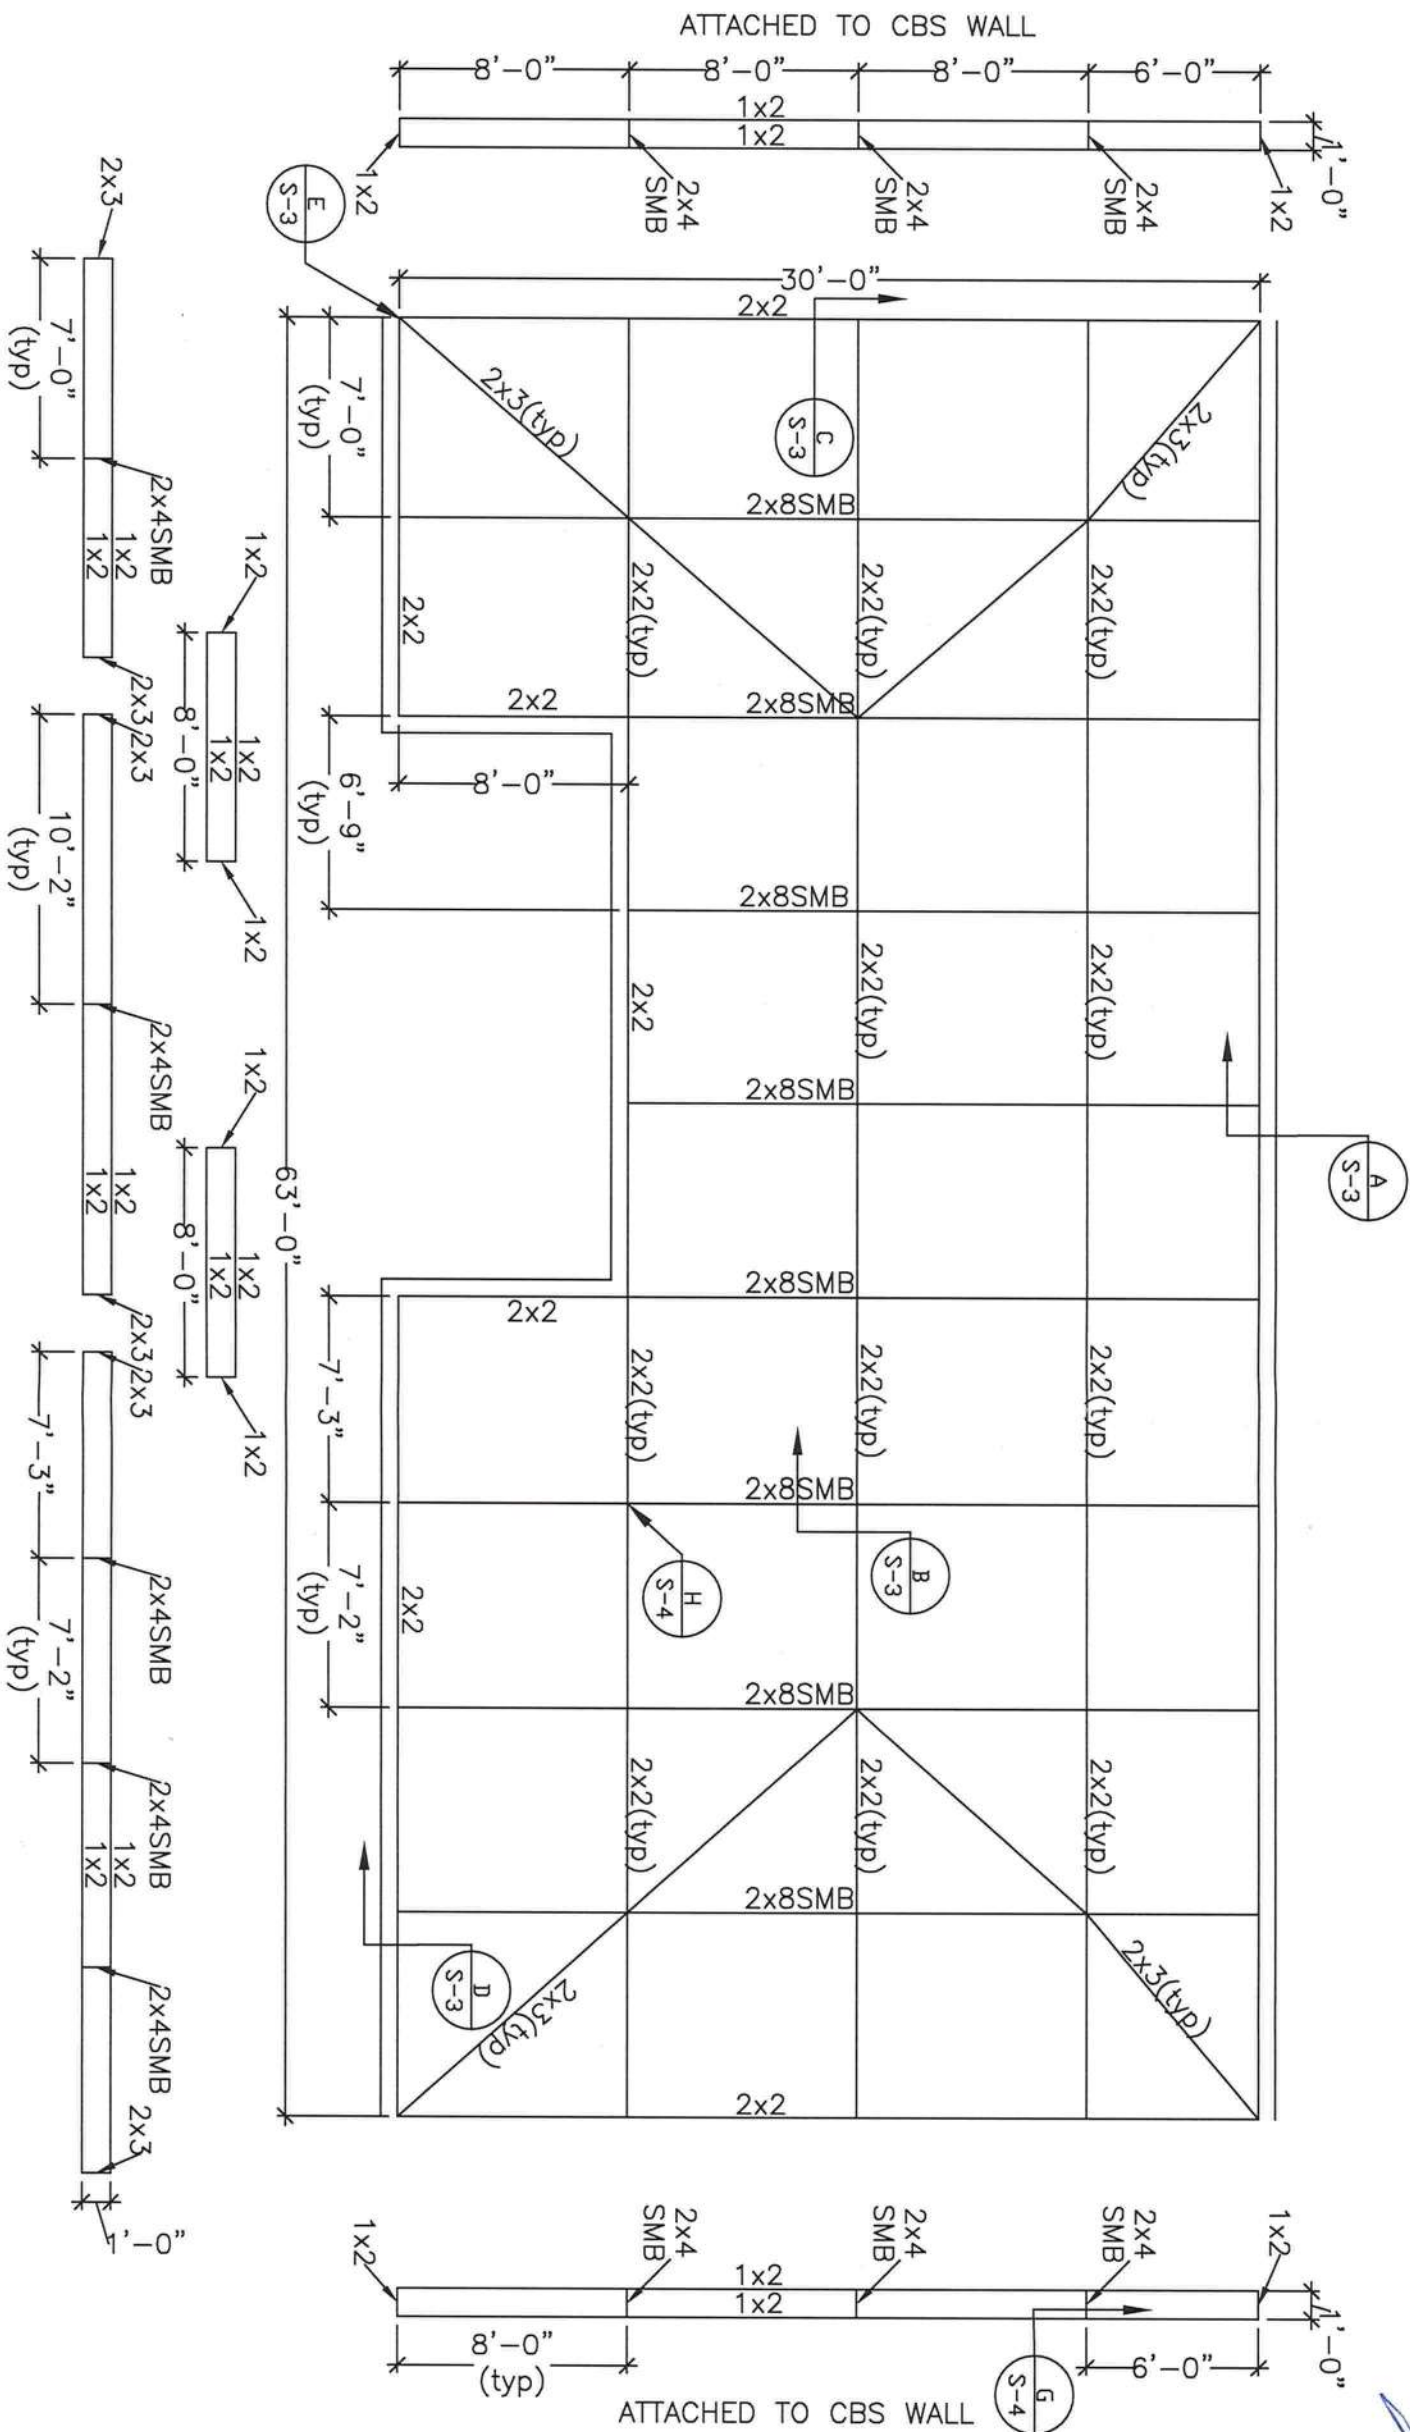 ATTACHED TO CBS WALL
8'-0"
8'-0"
8'-0"
6'-0"
1x2
1x2
1'-0"
1x2
2x4
SMB
2x4
SMB
2x4
SMB
1x2
E
S-3
30'-0"
2x2
2x3(typ)
C
S-3
2x3(typ)
7'-0"
(typ)
2x8SMB
2x2
2x2(typ)
2x2(typ)
2x2(typ)
2x2
2x8SMB
8'-0"
6'-9"
(typ)
2x8SMB
2x2
2x2(typ)
2x2(typ)
2x8SMB
A
S-3
63'-0"
2x8SMB
2x2
7'-3"
2x2(typ)
2x2(typ)
2x2(typ)
2x8SMB
B
S-3
H
S-4
7'-2"
(typ)
2x2
2x8SMB
2x2(typ)
2x2(typ)
2x2(typ)
2x8SMB
D
S-3
2x3(typ)
2x3(typ)
2x2
2x3
7'-0"
(typ)
2x4SMB
1x2
1x2
2x3
1x2
1x2
1x2
8'-0"
1x2
2x3
10'-2"
(typ)
2x4SMB
1x2
1x2
2x3
1x2
1x2
1x2
8'-0"
1x2
2x3
7'-3"
2x4SMB
7'-2"
(typ)
2x4SMB
1x2
1x2
2x4SMB
2x3
1'-0"
1x2
2x4
SMB
2x4
SMB
2x4
SMB
1x2
1x2
1x2
1'-0"
8'-0"
(typ)
6'-0"
G
S-4
ATTACHED TO CBS WALL